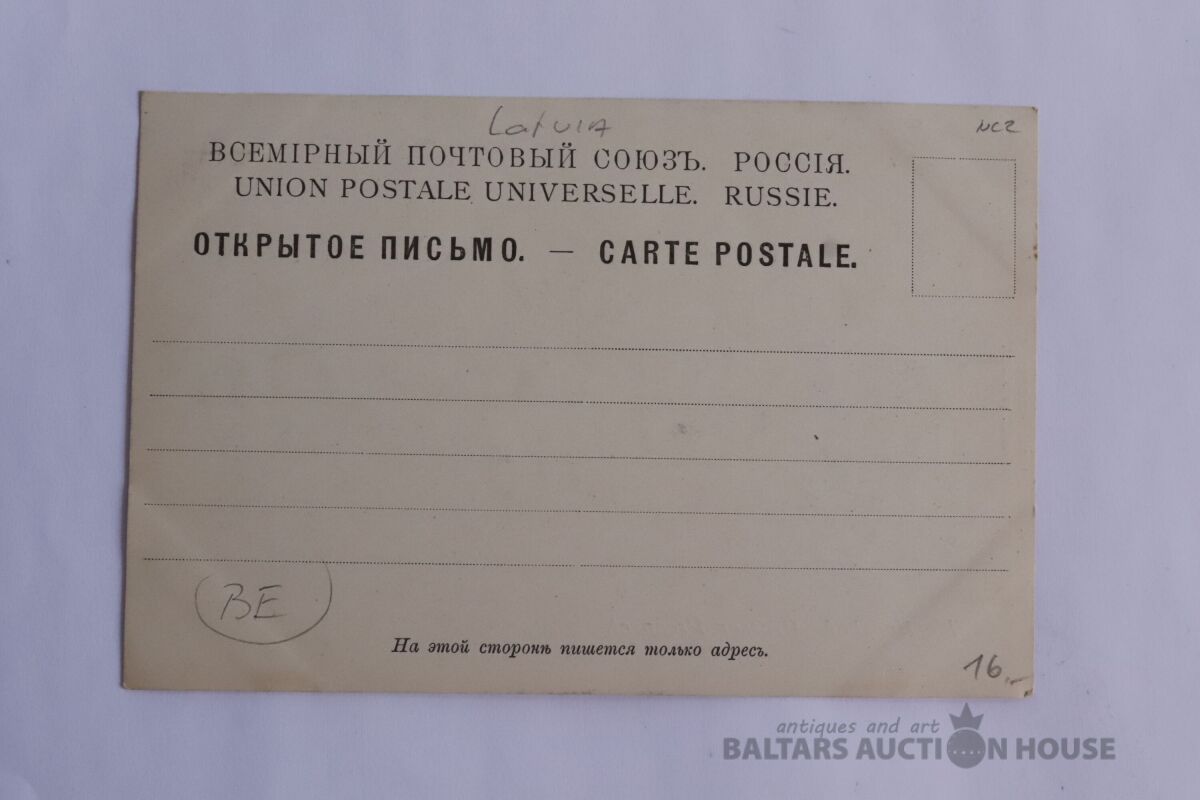 Latvia
NCZ
ВСЕМІРНЫЙ ПОЧТОВЫЙ СОЮЗЪ. РОССІЯ.
UNION POSTALE UNIVERSELLE. RUSSIE.
ОТКРЫТОЕ ПИСЬМО. — CARTE POSTALE.
BE
На этой сторонѣ пишется только адресъ.
16.-
antiques and art
BALTARS AUCTION HOUSE